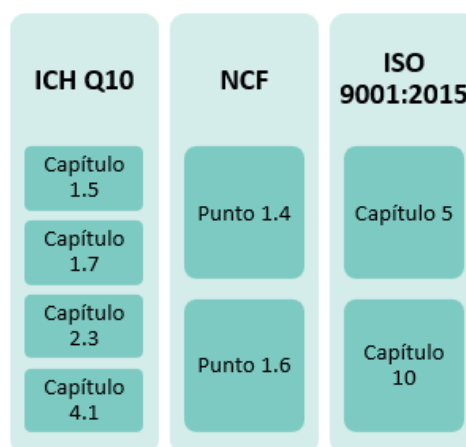 ICH Q10
Capítulo
1.5
Capítulo
1.7
Capítulo
2.3
Capítulo
4.1
NCF
Punto 1.4
Punto 1.6
ISO
9001:2015
Capítulo 5
Capítulo
10